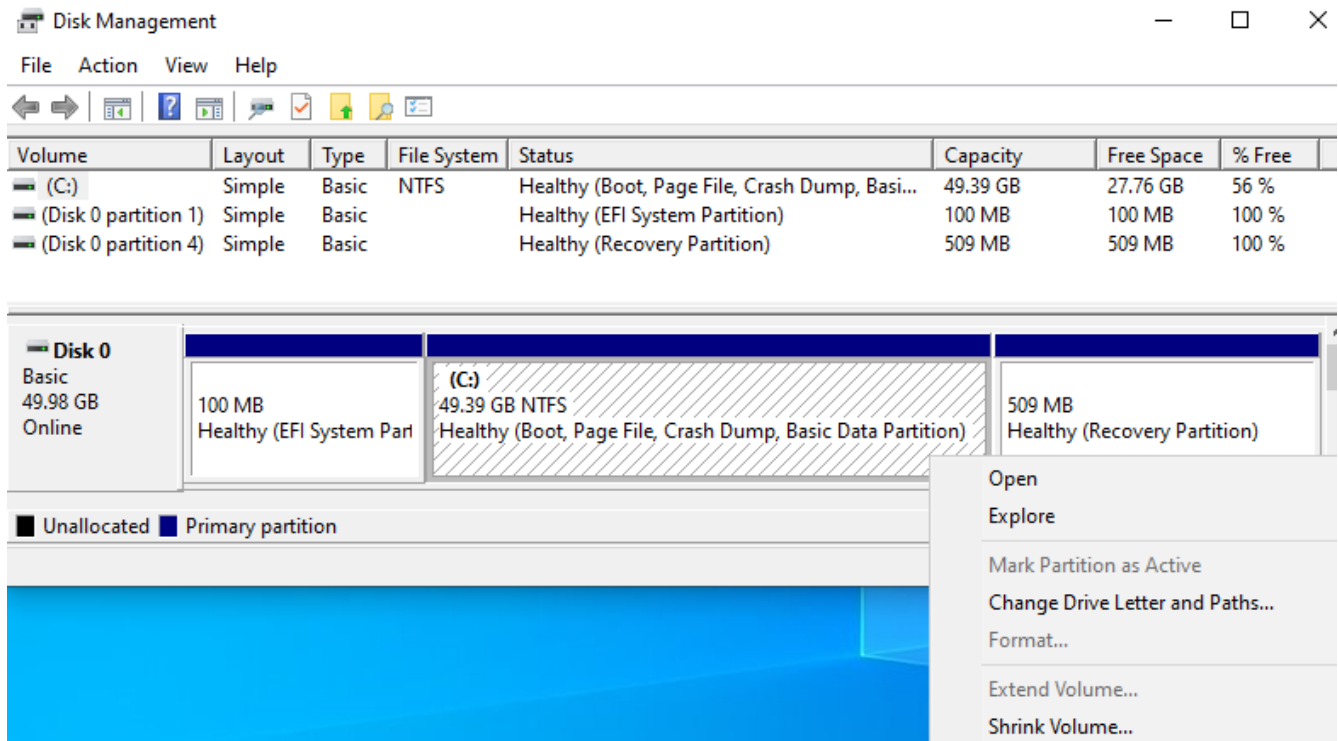 Disk Management
File Action View Help
Volume Layout Type File System Status Capacity Free Space % Free
(C:) Simple Basic NTFS Healthy (Boot, Page File, Crash Dump, Basi... 49.39 GB 27.76 GB 56 %
(Disk 0 partition 1) Simple Basic Healthy (EFI System Partition) 100 MB 100 MB 100 %
(Disk 0 partition 4) Simple Basic Healthy (Recovery Partition) 509 MB 509 MB 100 %
Disk 0
Basic
49.98 GB
Online
100 MB
Healthy (EFI System Part
(C:)
49.39 GB NTFS
Healthy (Boot, Page File, Crash Dump, Basic Data Partition)
509 MB
Healthy (Recovery Partition)
Unallocated Primary partition
Open
Explore
Mark Partition as Active
Change Drive Letter and Paths...
Format...
Extend Volume...
Shrink Volume...